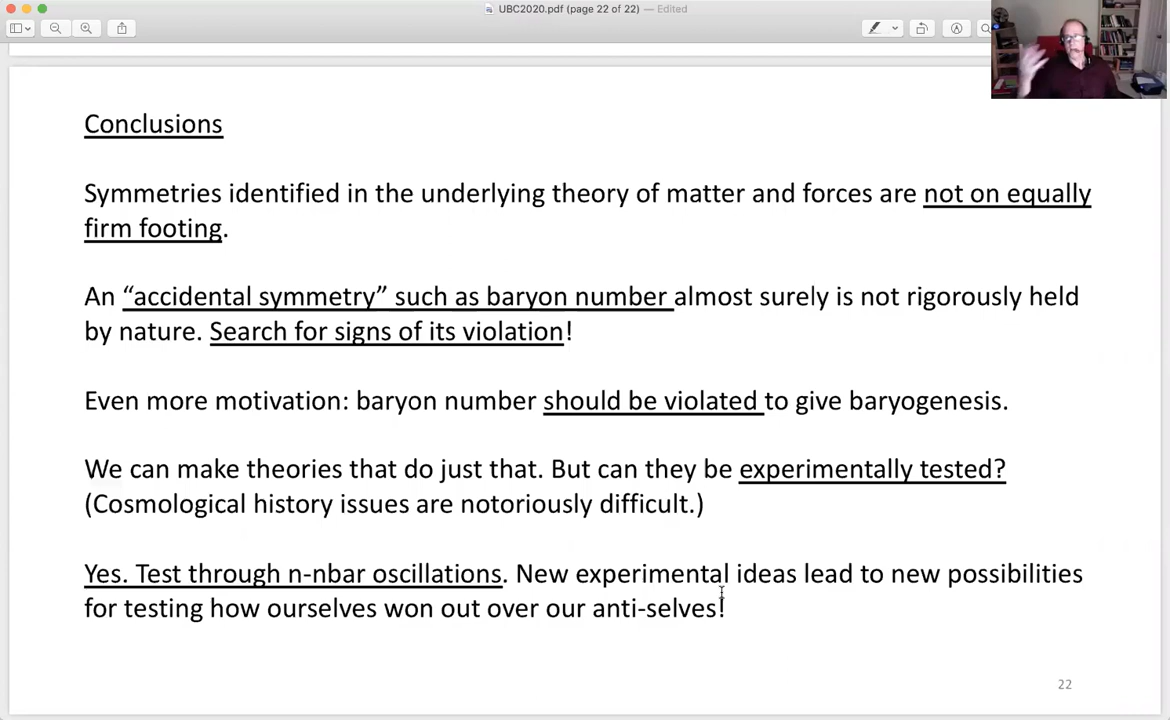 UBC2020.pdf (page 22 of 22) — Edited
Conclusions
Symmetries identified in the underlying theory of matter and forces are not on equally
firm footing.
An “accidental symmetry” such as baryon number almost surely is not rigorously held
by nature. Search for signs of its violation!
Even more motivation: baryon number should be violated to give baryogenesis.
We can make theories that do just that. But can they be experimentally tested?
(Cosmological history issues are notoriously difficult.)
Yes. Test through n-nbar oscillations. New experimental ideas lead to new possibilities
for testing how ourselves won out over our anti-selves!
22